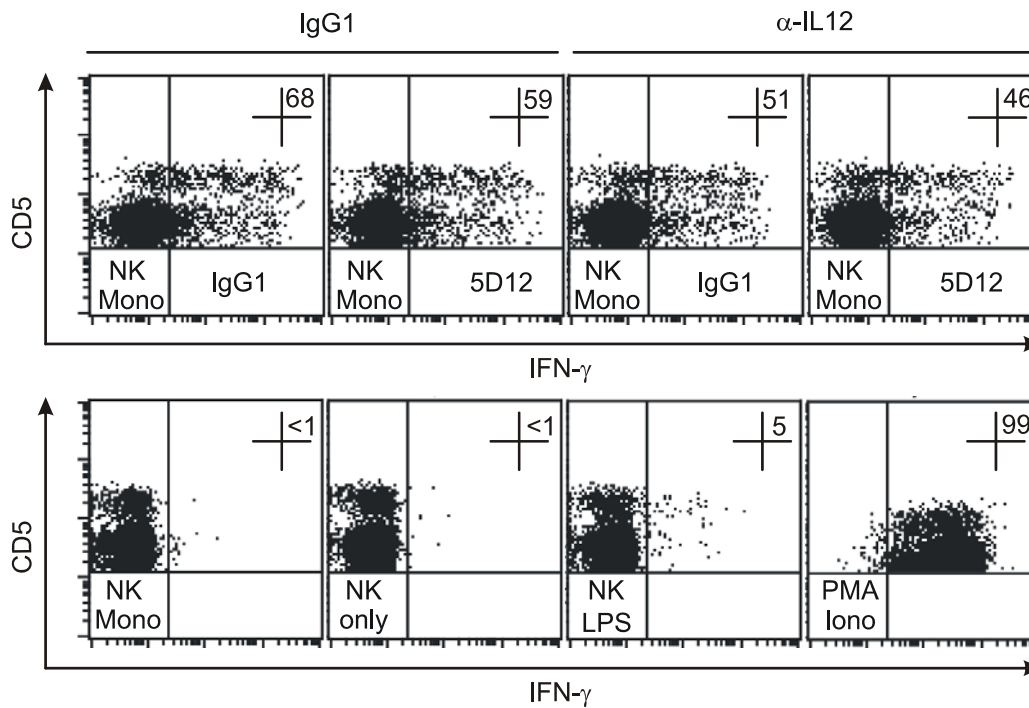 IgG1
α-IL12
68
59
51
46
CD5
NK
Mono
IgG1
NK
Mono
5D12
NK
Mono
IgG1
NK
Mono
5D12
IFN-γ
<1
<1
5
99
CD5
NK
Mono
NK
only
NK
LPS
PMA
Iono
IFN-γ